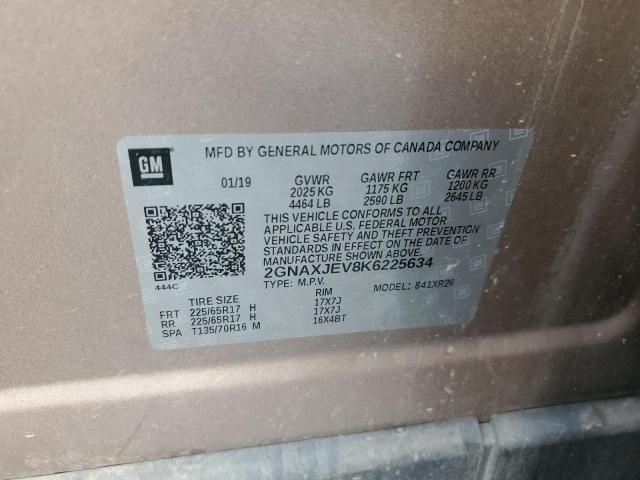 GM
MFD BY GENERAL MOTORS OF CANADA COMPANY
01/19 GVWR GAWR FRT GAWR RR
2025 KG 1175 KG 1200 KG
4464 LB 2590 LB 2645 LB
THIS VEHICLE CONFORMS TO ALL
APPLICABLE U.S. FEDERAL MOTOR
VEHICLE SAFETY AND THEFT PREVENTION
STANDARDS IN EFFECT ON THE DATE OF
MANUFACTURE SHOWN ABOVE.
2GNAXJEV8K6225634
444C TYPE: M.P.V. MODEL: 841XR26
TIRE SIZE RIM
FRT 225/65R17 H 17X7J
RR 225/65R17 H 17X7J
SPA T135/70R16 M 16X4BT